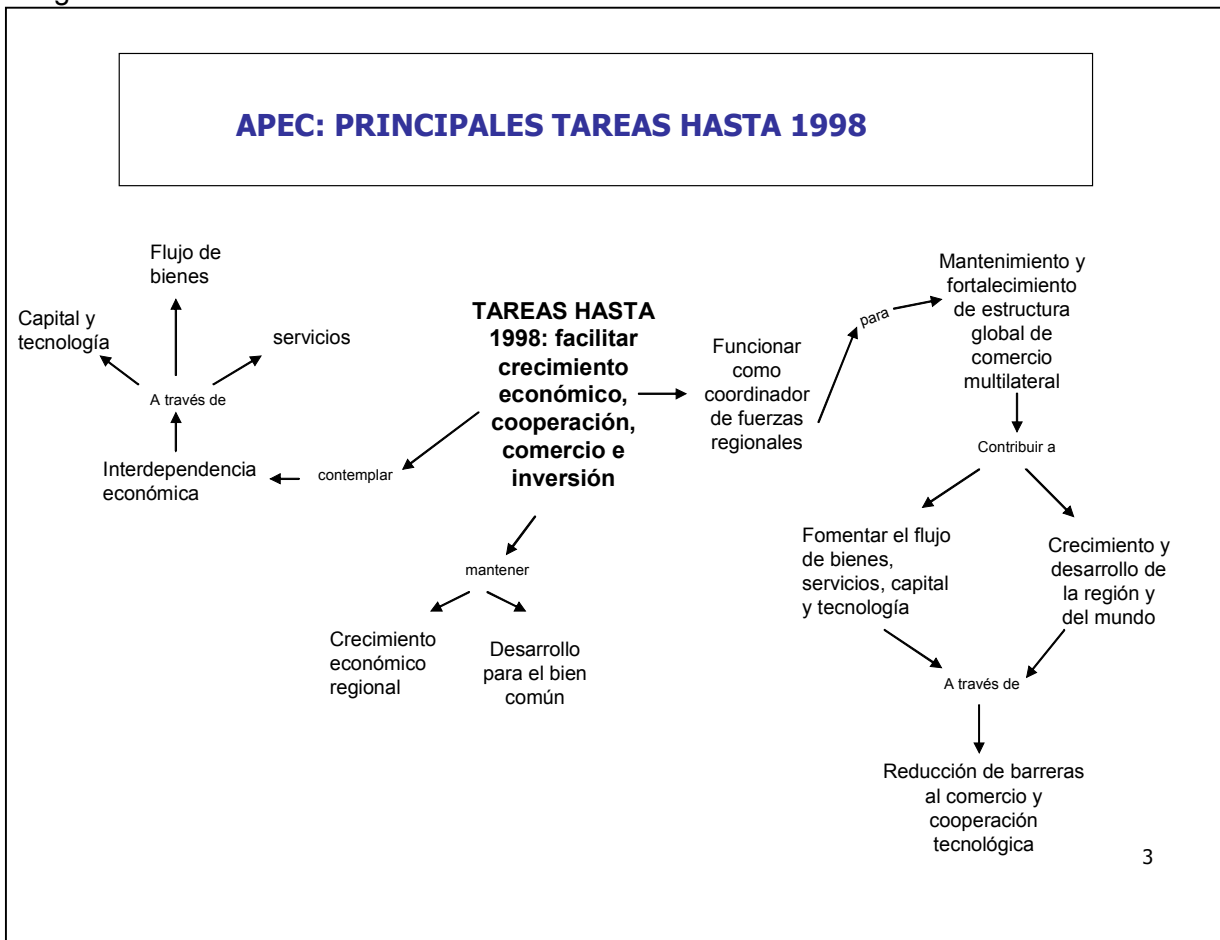 APEC: PRINCIPALES TAREAS HASTA 1998
Flujo de
bienes
Capital y
tecnología
servicios
A través de
Interdependencia
económica
contemplar
TAREAS HASTA
1998: facilitar
crecimiento
económico,
cooperación,
comercio e
inversión
mantener
Crecimiento
económico
regional
Desarrollo
para el bien
común
Funcionar
como
coordinador
de fuerzas
regionales
para
Mantenimiento y
fortalecimiento
de estructura
global de
comercio
multilateral
Contribuir a
Fomentar el flujo
de bienes,
servicios, capital
y tecnología
Crecimiento y
desarrollo de
la región y
del mundo
A través de
Reducción de barreras
al comercio y
cooperación
tecnológica
3